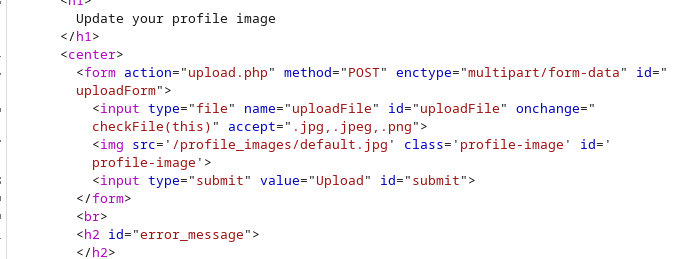 <h1>
Update your profile image
</h1>
<center>
<form action="upload.php" method="POST" enctype="multipart/form-data" id="
uploadForm">
<input type="file" name="uploadFile" id="uploadFile" onchange="
checkFile(this)" accept=".jpg,.jpeg,.png">
<img src='/profile_images/default.jpg' class='profile-image' id='
profile-image'>
<input type="submit" value="Upload" id="submit">
</form>
<br>
<h2 id="error_message">
</h2>